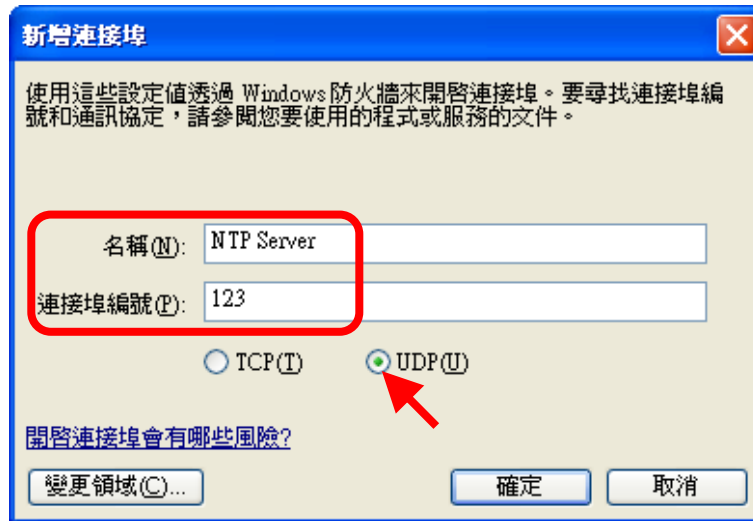 新增連接埠
使用這些設定值透過 Windows 防火牆來開啓連接埠。要尋找連接埠編
號和通訊協定，請參閱您要使用的程式或服務的文件。
名稱(N): NTP Server
連接埠編號(P): 123
TCP(T) UDP(U)
開啓連接埠會有哪些風險?
變更領域(C)... 確定 取消